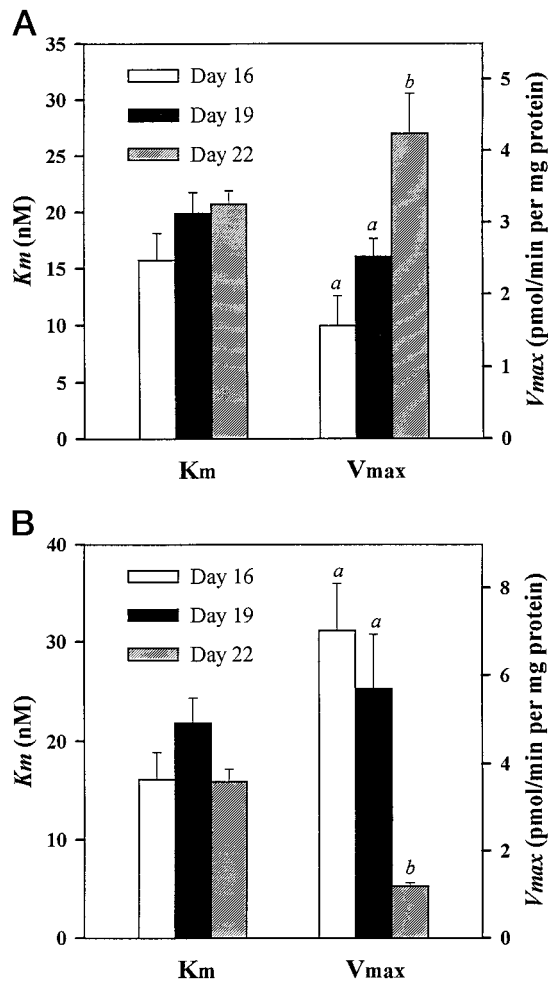 A
35
30
25
20
15
10
5
0
Km (nM)
Day 16
Day 19
Day 22
a
a
b
5
4
3
2
1
0
Vmax (pmol/min per mg protein)
Km
Vmax
B
40
30
20
10
0
Km (nM)
Day 16
Day 19
Day 22
a
a
b
8
6
4
2
0
Vmax (pmol/min per mg protein)
Km
Vmax